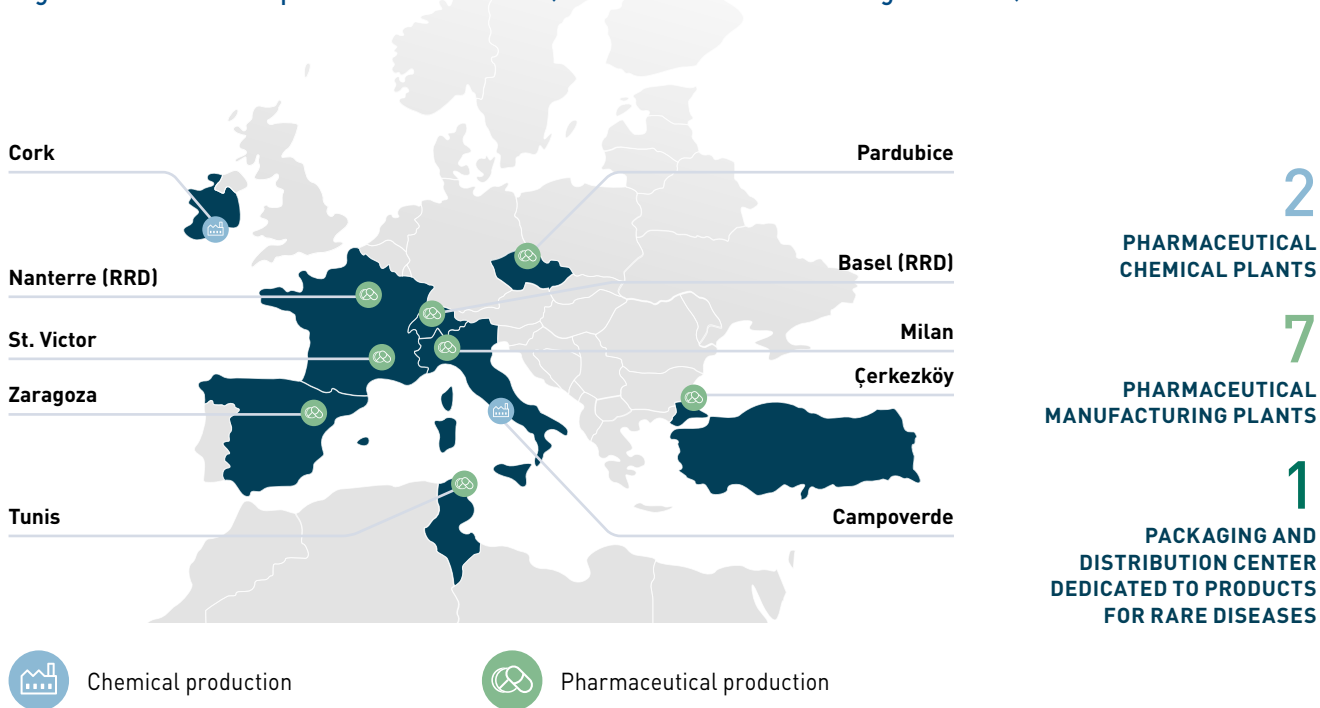 Cork
Pardubice
Nanterre (RRD)
Basel (RRD)
St. Victor
Milan
Zaragoza
Çerkezköy
Tunis
Campoverde
2
PHARMACEUTICAL
CHEMICAL PLANTS
7
PHARMACEUTICAL
MANUFACTURING PLANTS
1
PACKAGING AND
DISTRIBUTION CENTER
DEDICATED TO PRODUCTS
FOR RARE DISEASES
Chemical production
Pharmaceutical production